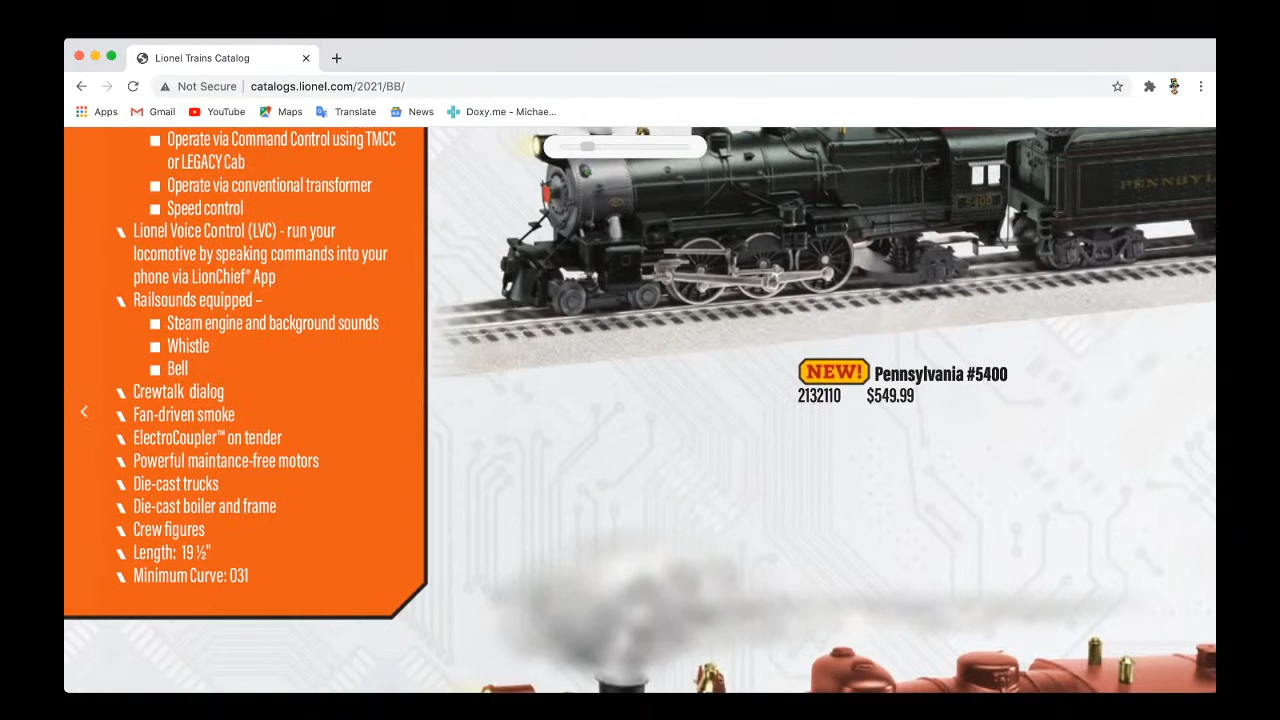 Lionel Trains Catalog
Not Secure
catalogs.lionel.com/2021/BB/
Apps
Gmail
YouTube
Maps
Translate
News
Doxy.me - Michae...
Operate via Command Control using TMCC
or LEGACY Cab
Operate via conventional transformer
Speed control
Lionel Voice Control (LVC) - run your
locomotive by speaking commands into your
phone via LionChief® App
Railsounds equipped –
Steam engine and background sounds
Whistle
Bell
Crewtalk dialog
Fan-driven smoke
ElectroCoupler™ on tender
Powerful maintance-free motors
Die-cast trucks
Die-cast boiler and frame
Crew figures
Length: 19 ½"
Minimum Curve: 031
5400
PENNSYL
NEW! Pennsylvania #5400
2132110 $549.99